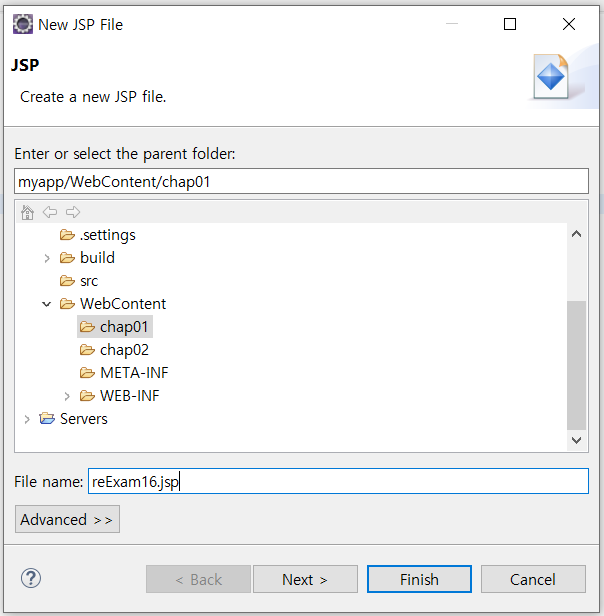 New JSP File
JSP
Create a new JSP file.
Enter or select the parent folder:
myapp/WebContent/chap01
.settings
build
src
WebContent
chap01
chap02
META-INF
WEB-INF
Servers
File name: reExam16.jsp
Advanced >>
? < Back Next > Finish Cancel